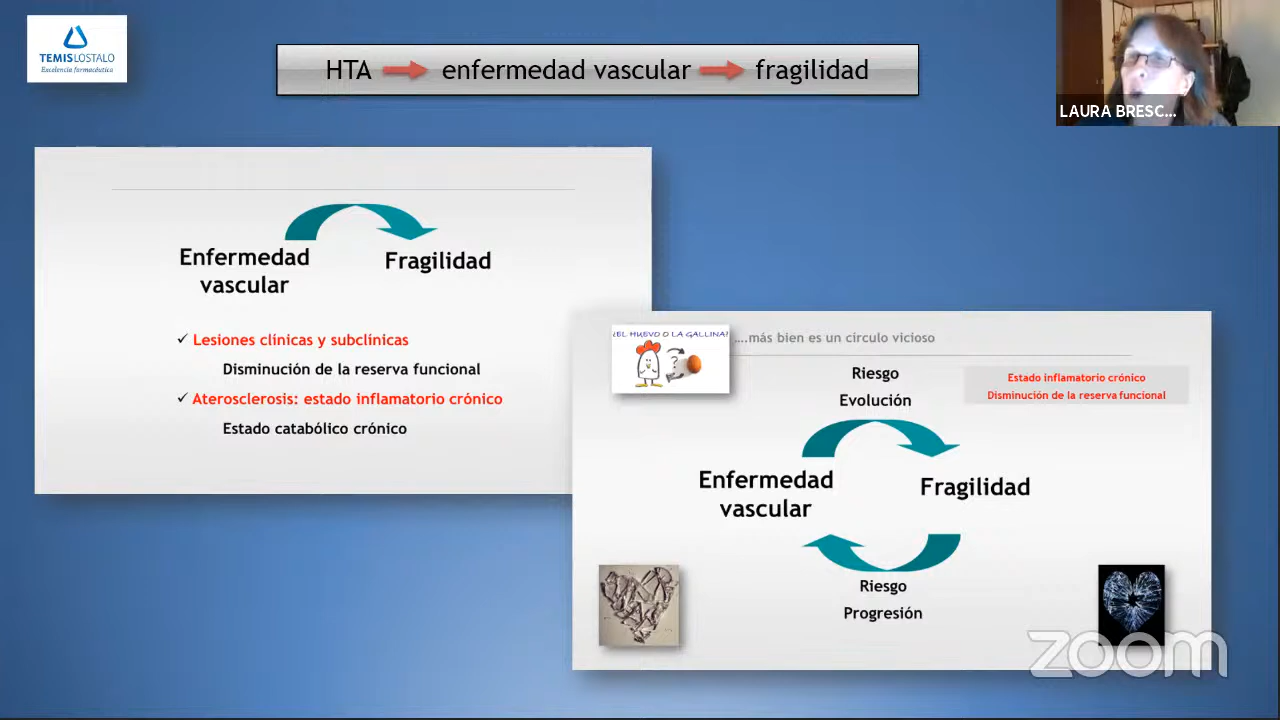 TEMISLOSTALO
Excelencia farmacéutica
HTA enfermedad vascular fragilidad
LAURA BRESC...
Enfermedad
vascular
Fragilidad
✓ Lesiones clínicas y subclínicas
Disminución de la reserva funcional
✓ Aterosclerosis: estado inflamatorio crónico
Estado catabólico crónico
¿EL HUEVO O LA GALLINA?
?
....más bien es un círculo vicioso
Riesgo
Evolución
Estado inflamatorio crónico
Disminución de la reserva funcional
Enfermedad
vascular
Fragilidad
Riesgo
Progresión
zoom